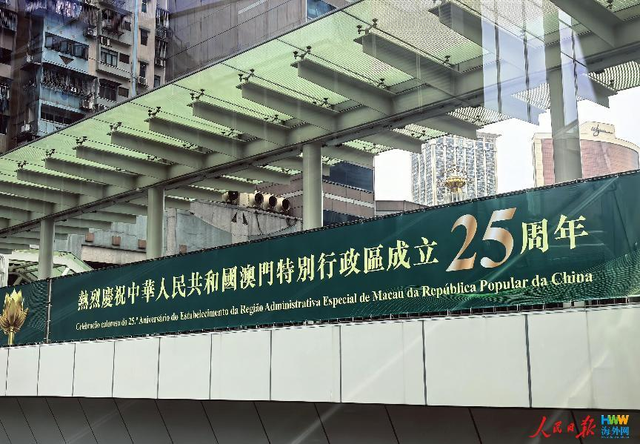 熱烈慶祝中華人民共和國澳門特別行政區成立25周年
Celebração calorosa do 25.º Aniversário do Estabelecimento da Região Administrativa Especial de Macau da República Popular da China
人民日报 HWW
海外网